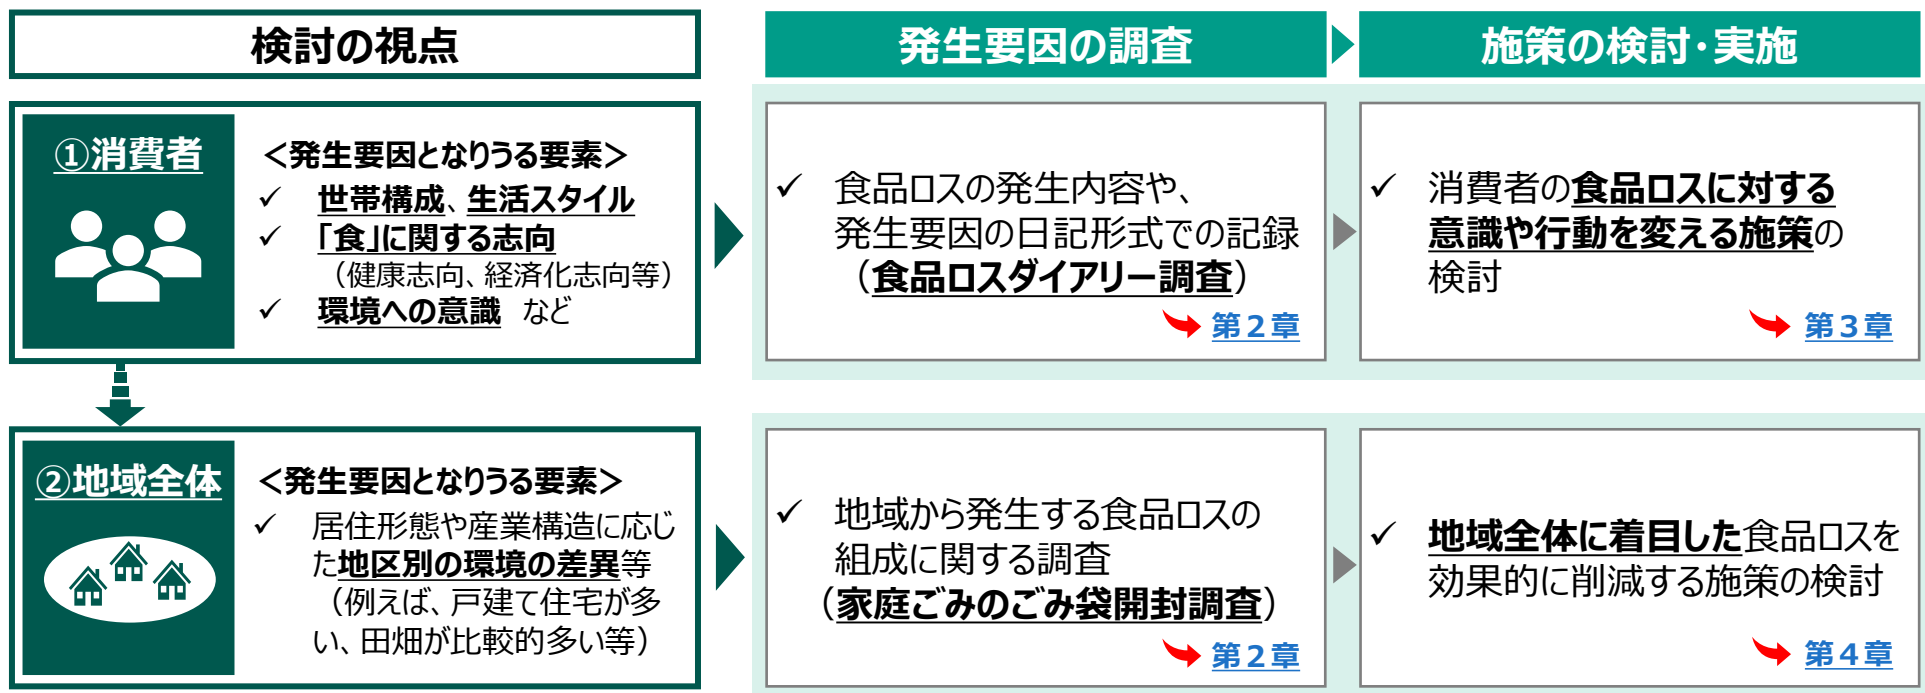 検討の視点
発生要因の調査
施策の検討・実施
①消費者
＜発生要因となりうる要素＞
✓ 世帯構成、生活スタイル
✓ 「食」に関する志向
（健康志向、経済化志向等）
✓ 環境への意識 など
✓ 食品ロスの発生内容や、
発生要因の日記形式での記録
（食品ロスダイアリー調査）
第２章
✓ 消費者の食品ロスに対する
意識や行動を変える施策の
検討
第３章
②地域全体
＜発生要因となりうる要素＞
✓ 居住形態や産業構造に応じ
た地区別の環境の差異等
（例えば、戸建て住宅が多
い、田畑が比較的多い等）
✓ 地域から発生する食品ロスの
組成に関する調査
（家庭ごみのごみ袋開封調査）
第２章
✓ 地域全体に着目した食品ロスを
効果的に削減する施策の検討
第４章